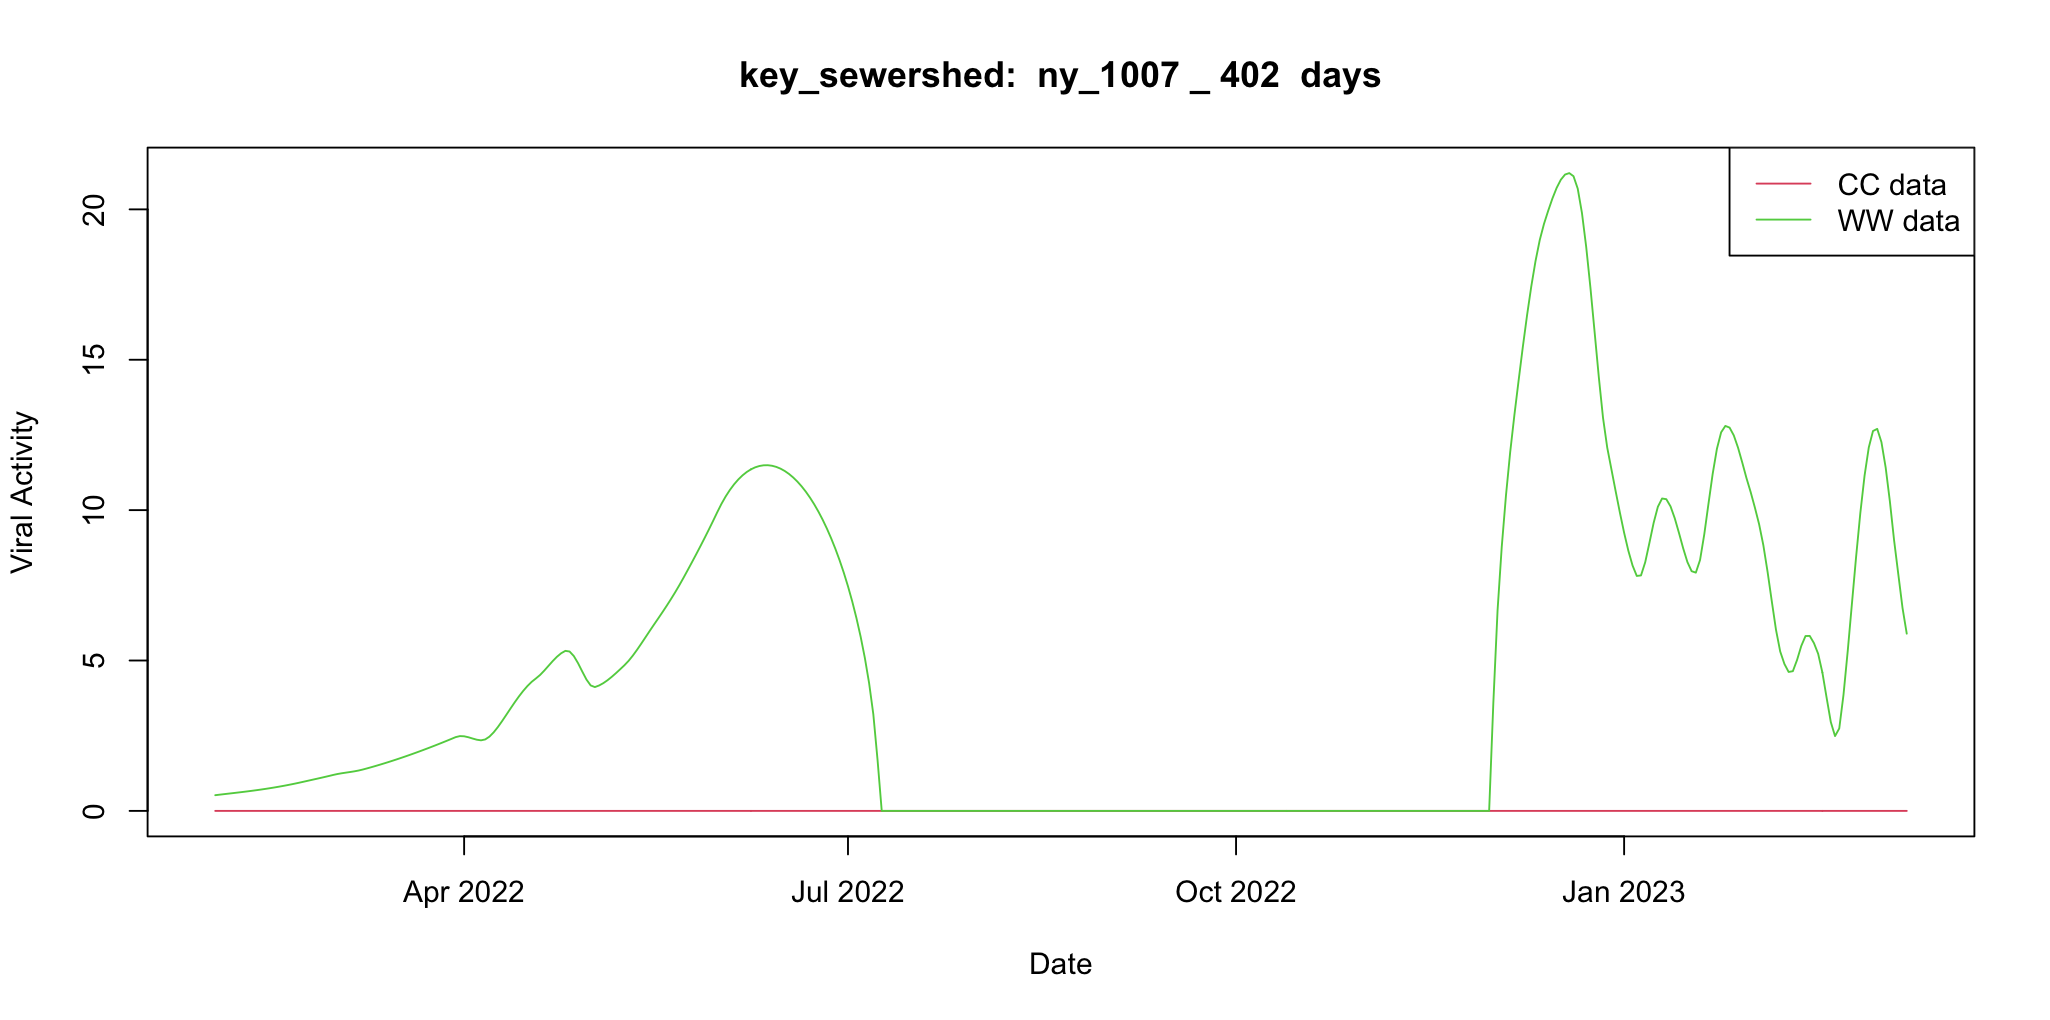 key_sewershed:  ny_1007 _ 402  days
CC data
WW data
20
15
10
5
0
Viral Activity
Apr 2022
Jul 2022
Oct 2022
Jan 2023
Date